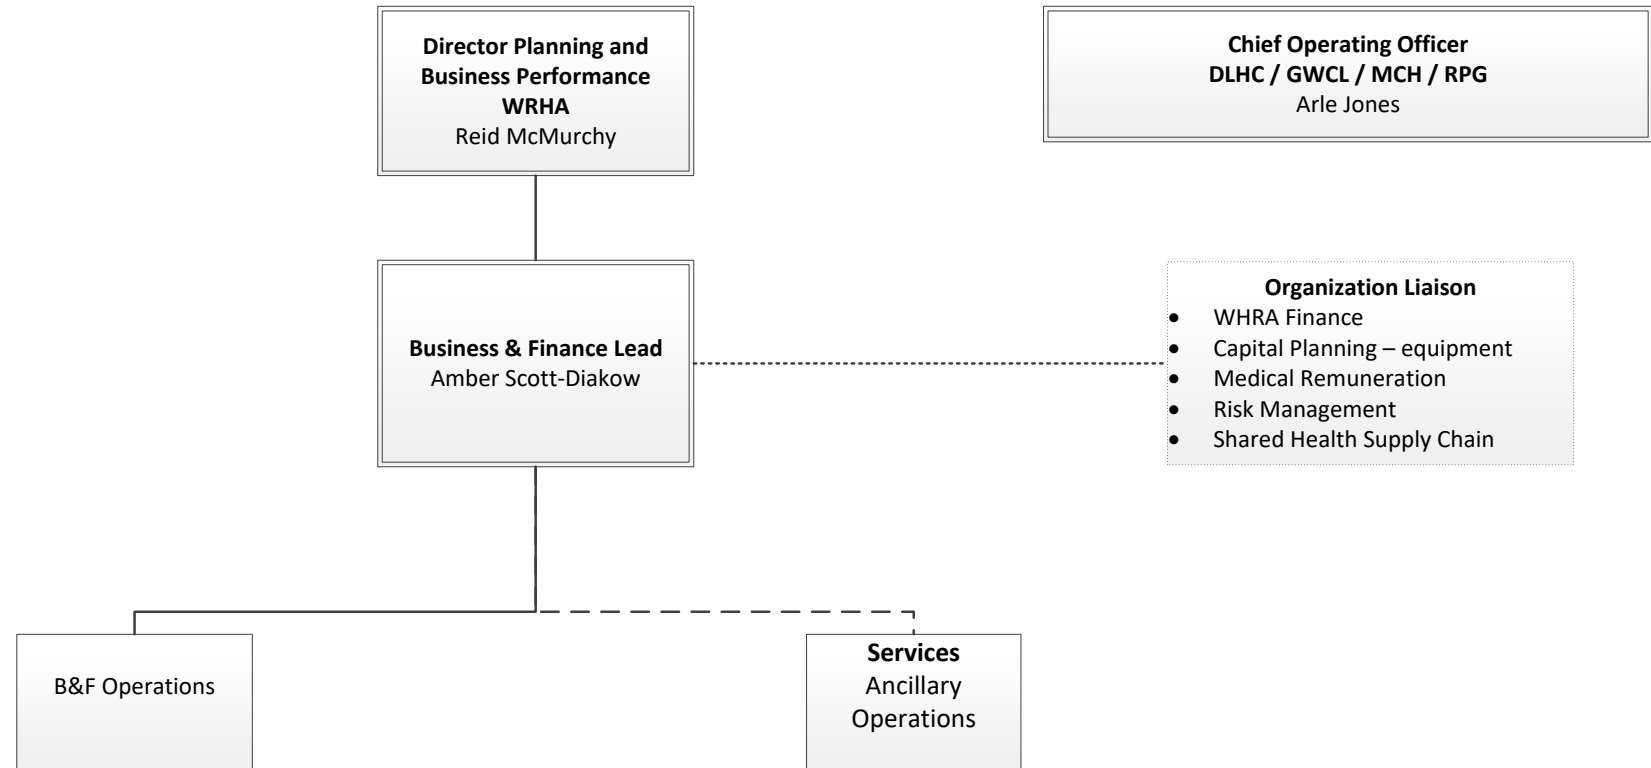 Director Planning and
Business Performance
WRHA
Reid McMurchy
Chief Operating Officer
DLHC / GWCL / MCH / RPG
Arle Jones
Business & Finance Lead
Amber Scott-Diakow
Organization Liaison
• WHRA Finance
• Capital Planning – equipment
• Medical Remuneration
• Risk Management
• Shared Health Supply Chain
B&F Operations
Services
Ancillary
Operations